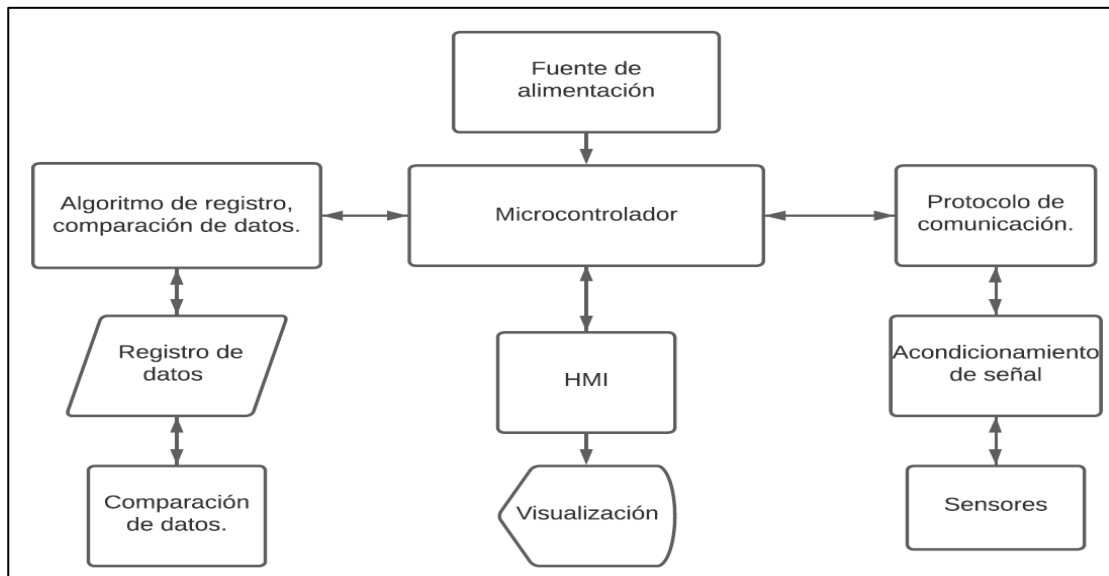 Fuente de
alimentación
Algoritmo de registro,
comparación de datos.
Microcontrolador
Protocolo de
comunicación.
Registro de
datos
HMI
Acondicionamiento
de señal
Comparación
de datos.
Visualización
Sensores